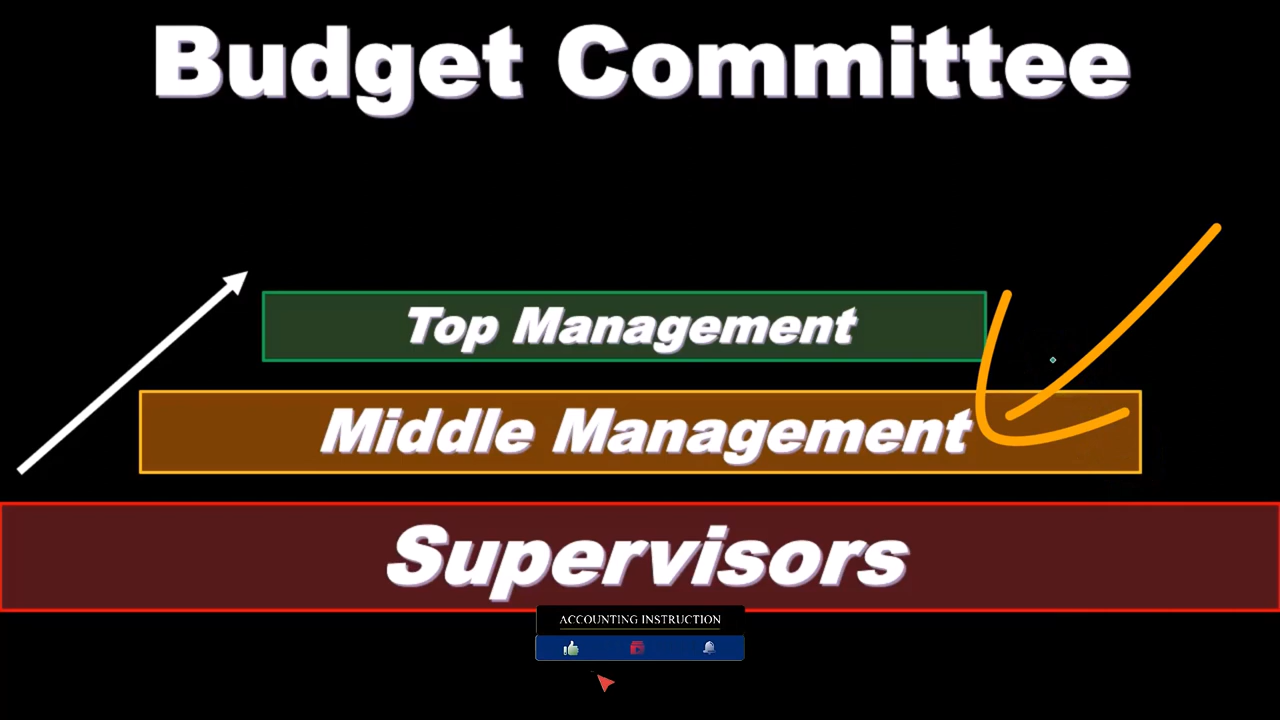 Budget Committee
Top Management
Middle Management
Supervisors
ACCOUNTING INSTRUCTION